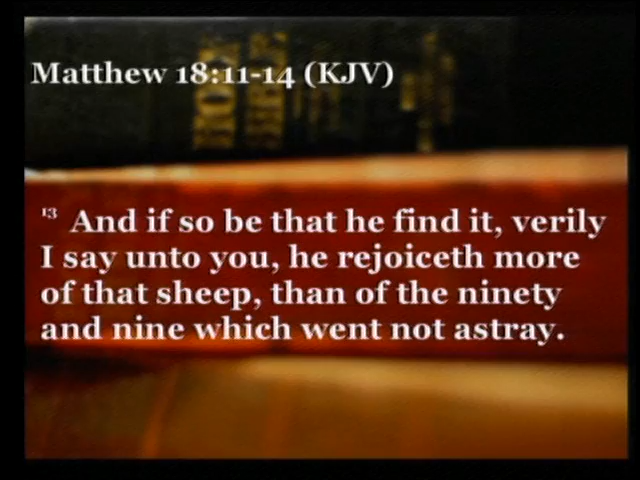 Matthew 18:11-14 (KJV)
13 And if so be that he find it, verily
I say unto you, he rejoiceth more
of that sheep, than of the ninety
and nine which went not astray.